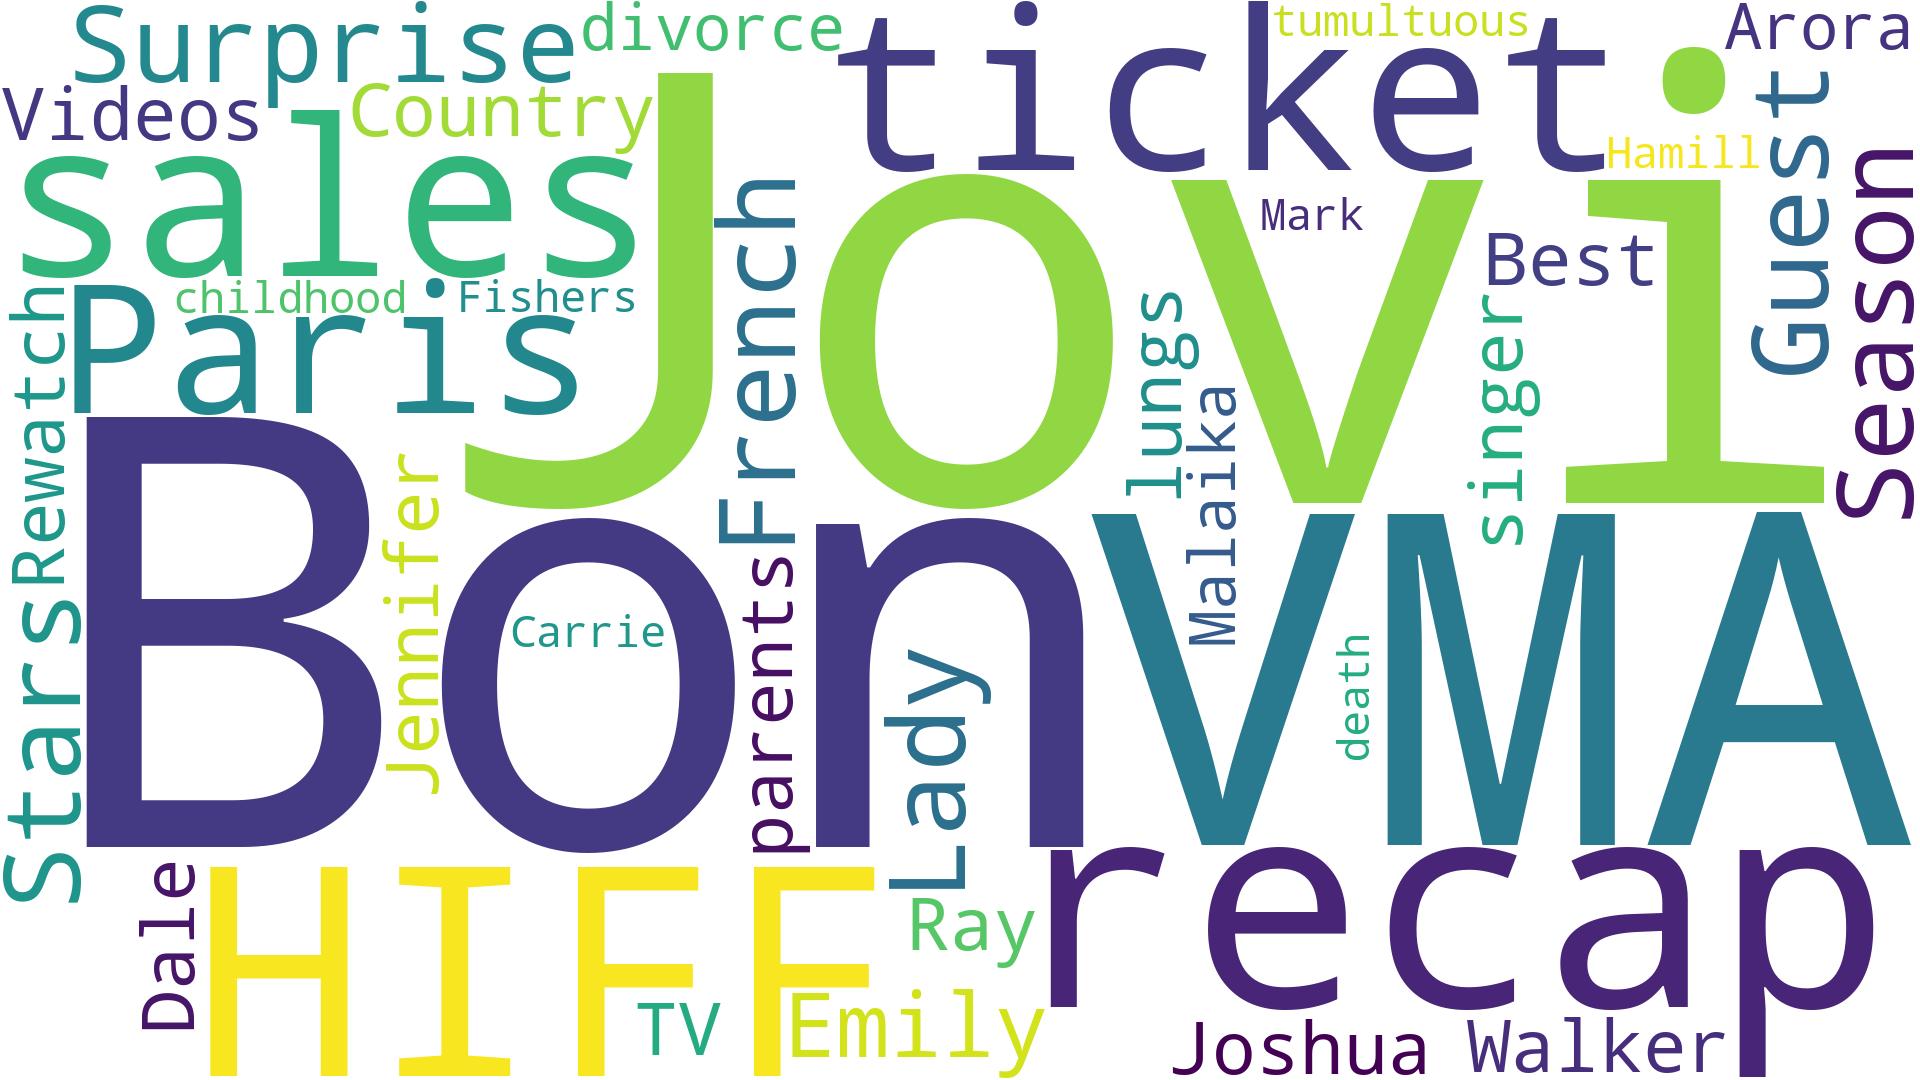 Surprise
divorce
ticket
tumultuous
Arora
Videos
Country
sales
Jovi
Hamill
Guest
Season
French
Mark
Best
childhood
Fishers
Paris
Rewatch
lungs
Malaika
singer
Bon
Jennifer
Carrie
parents
Lady
VMA
death
Stars
Dale
HIFF
recap
Ray
TV
Emily
Joshua
Walker